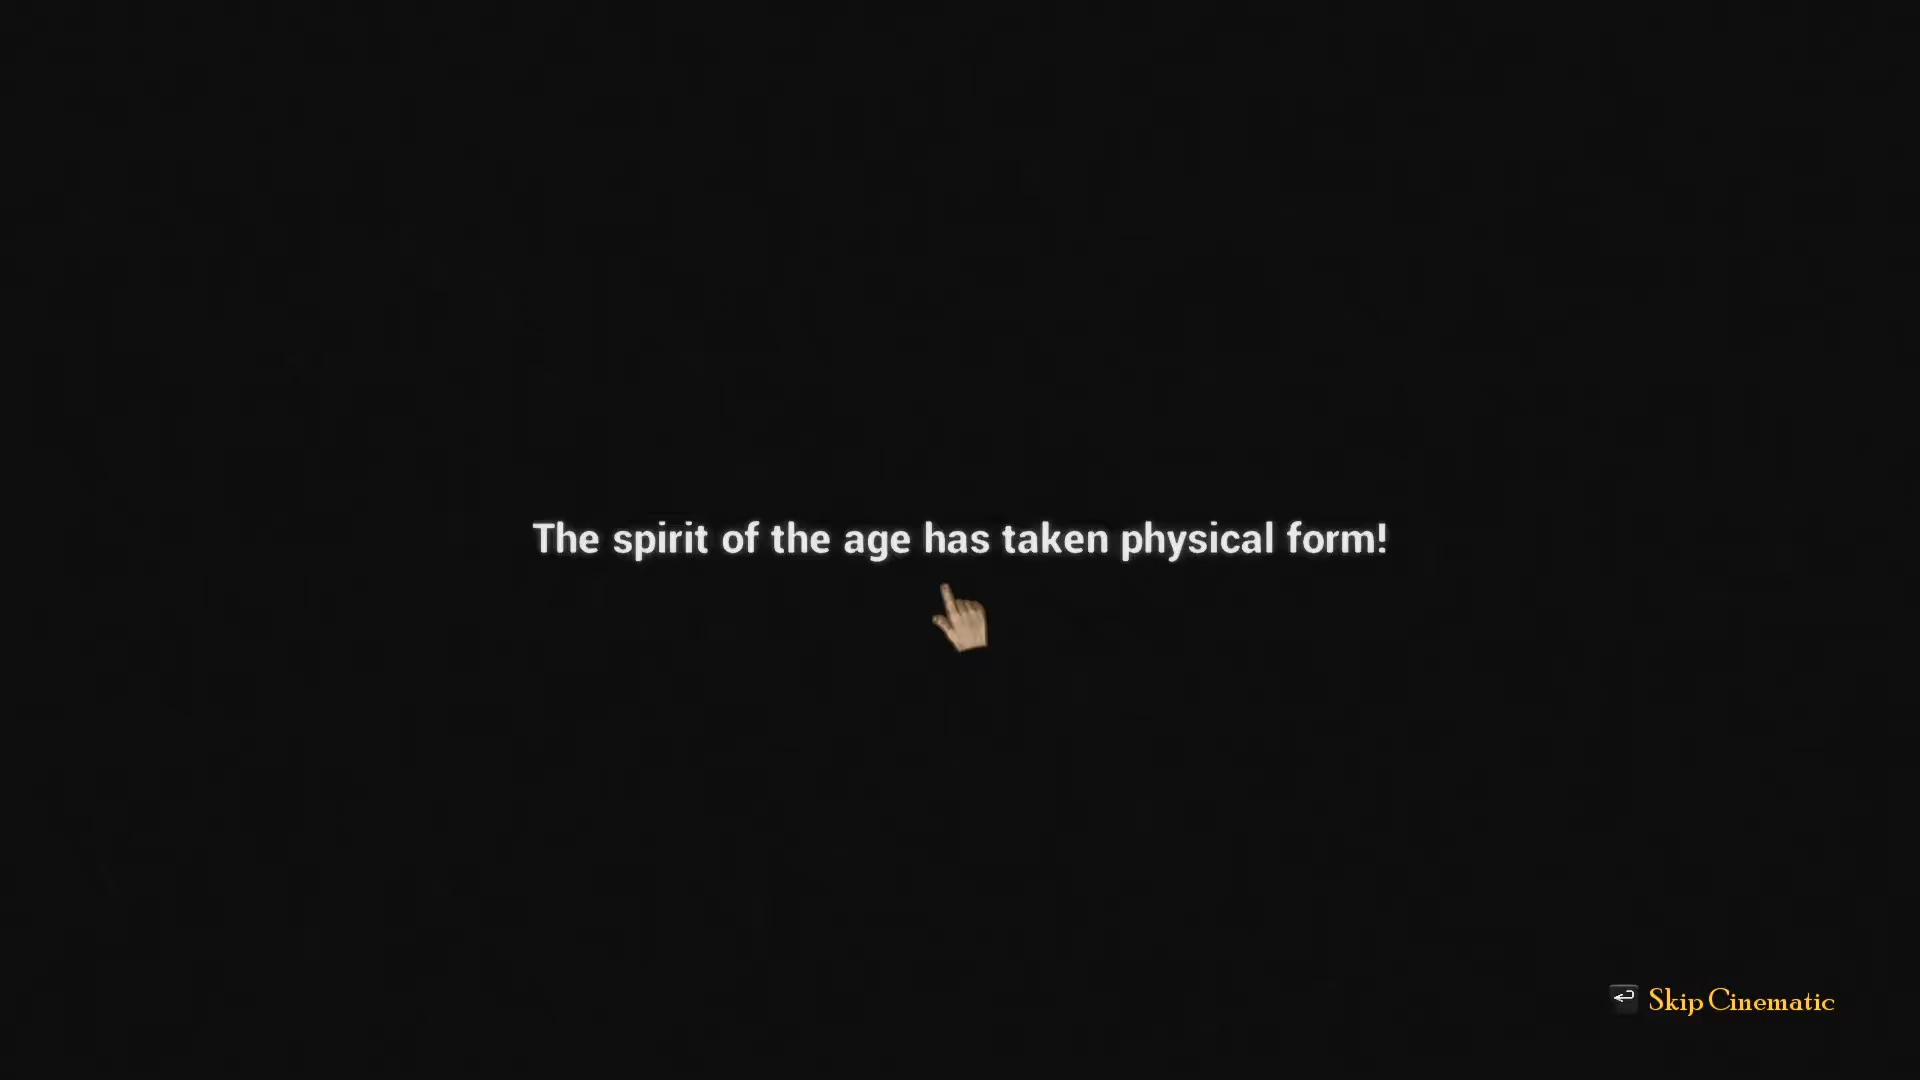 The spirit of the age has taken physical form!
Skip Cinematic